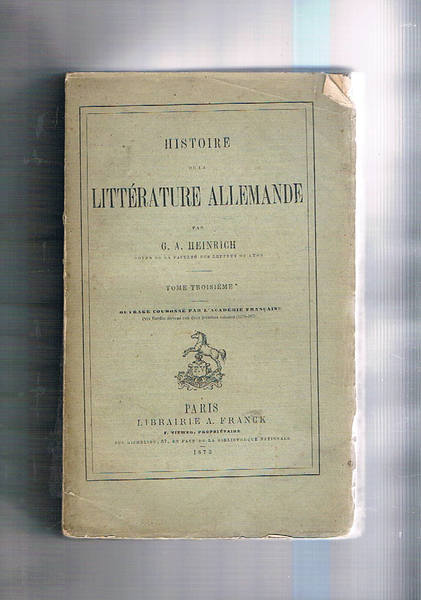 HISTOIRE
DE LA
LITTÉRATURE ALLEMANDE
PAR
G. A. HEINRICH
DOYEN DE LA FACULTÉ DES LETTRES DE LYON
TOME TROISIÈME
OUVRAGE COURONNÉ PAR L'ACADÉMIE FRANÇAISE
PARIS
LIBRAIRIE A. FRANCK
F. VIEWEG, PROPRIÉTAIRE
RUE RICHELIEU, 67, EN FACE DE LA BIBLIOTHÈQUE NATIONALE
1873